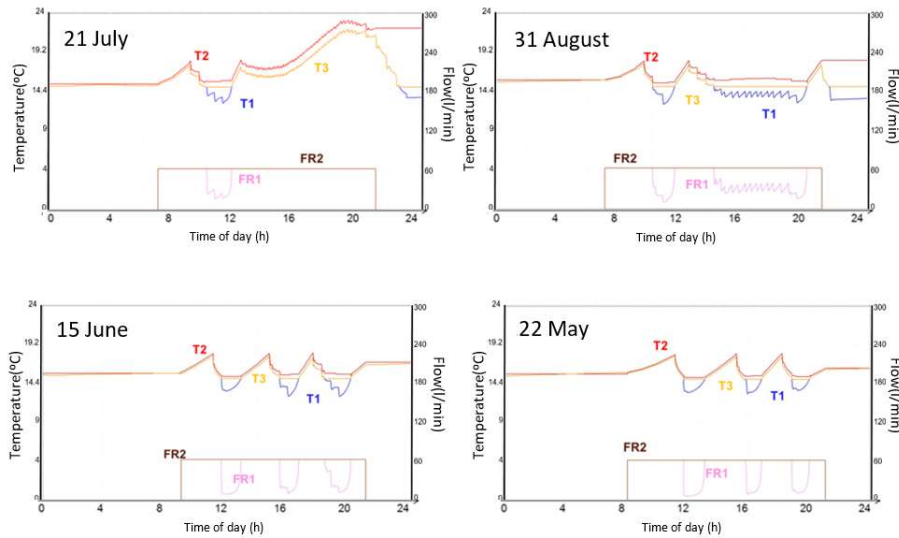 21 July
Temperature(ºC)
Flow(l/min)
24
19.2
14.4
9
4
0
300
240
180
120
60
0
T2
T3
T1
FR2
FR1
0 4 8 12 16 20 24
Time of day (h)
31 August
Temperature(ºC)
Flow(l/min)
24
19.2
14.4
9
4
0
300
240
180
120
60
0
T2
T3
T1
FR2
FR1
0 4 8 12 16 20 24
Time of day (h)
15 June
Temperature(ºC)
Flow(l/min)
24
19.2
14.4
9
4
0
300
240
180
120
60
0
T2
T3
T1
FR2
FR1
0 4 8 12 16 20 24
Time of day (h)
22 May
Temperature(ºC)
Flow(l/min)
24
19.2
14.4
9
4
0
300
240
180
120
60
0
T2
T3
T1
FR2
FR1
0 4 8 12 16 20 24
Time of day (h)